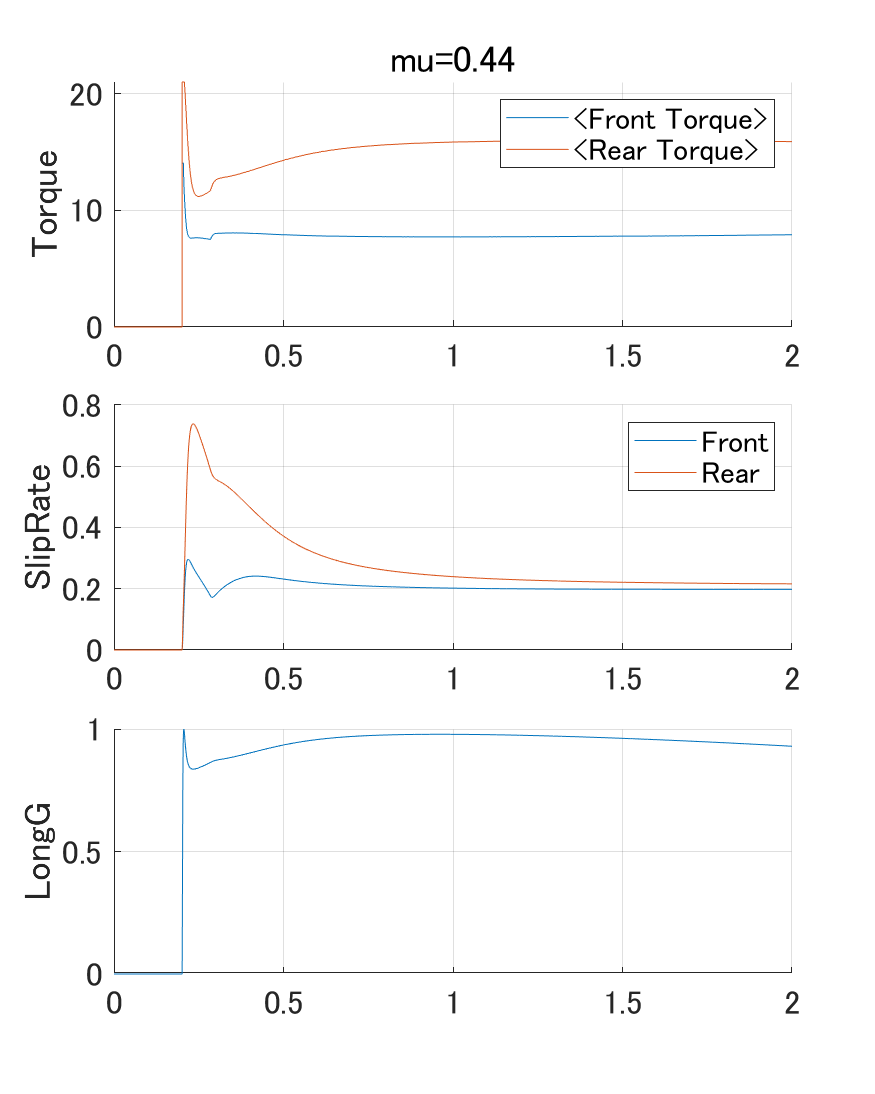 mu=0.44
Torque
20
10
0
<Front Torque>
<Rear Torque>
0 0.5 1 1.5 2
SlipRate
0.8
0.6
0.4
0.2
0
Front
Rear
0 0.5 1 1.5 2
LongG
1
0.5
0
0 0.5 1 1.5 2